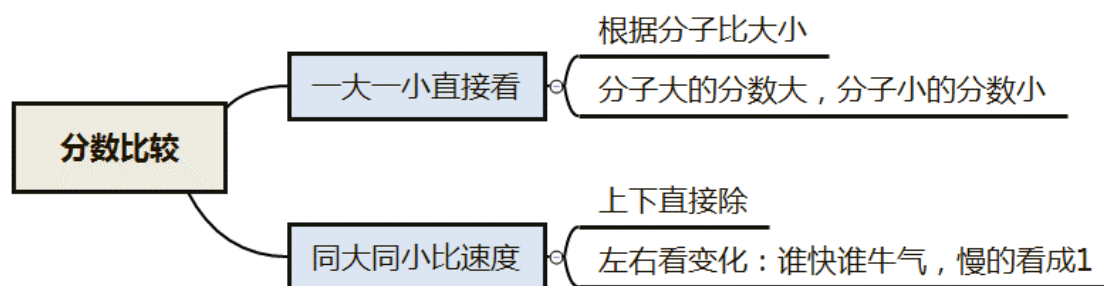 分数比较
一大一小直接看
根据分子比大小
分子大的分数大，分子小的分数小
同大同小比速度
上下直接除
左右看变化：谁快谁牛气，慢的看成1